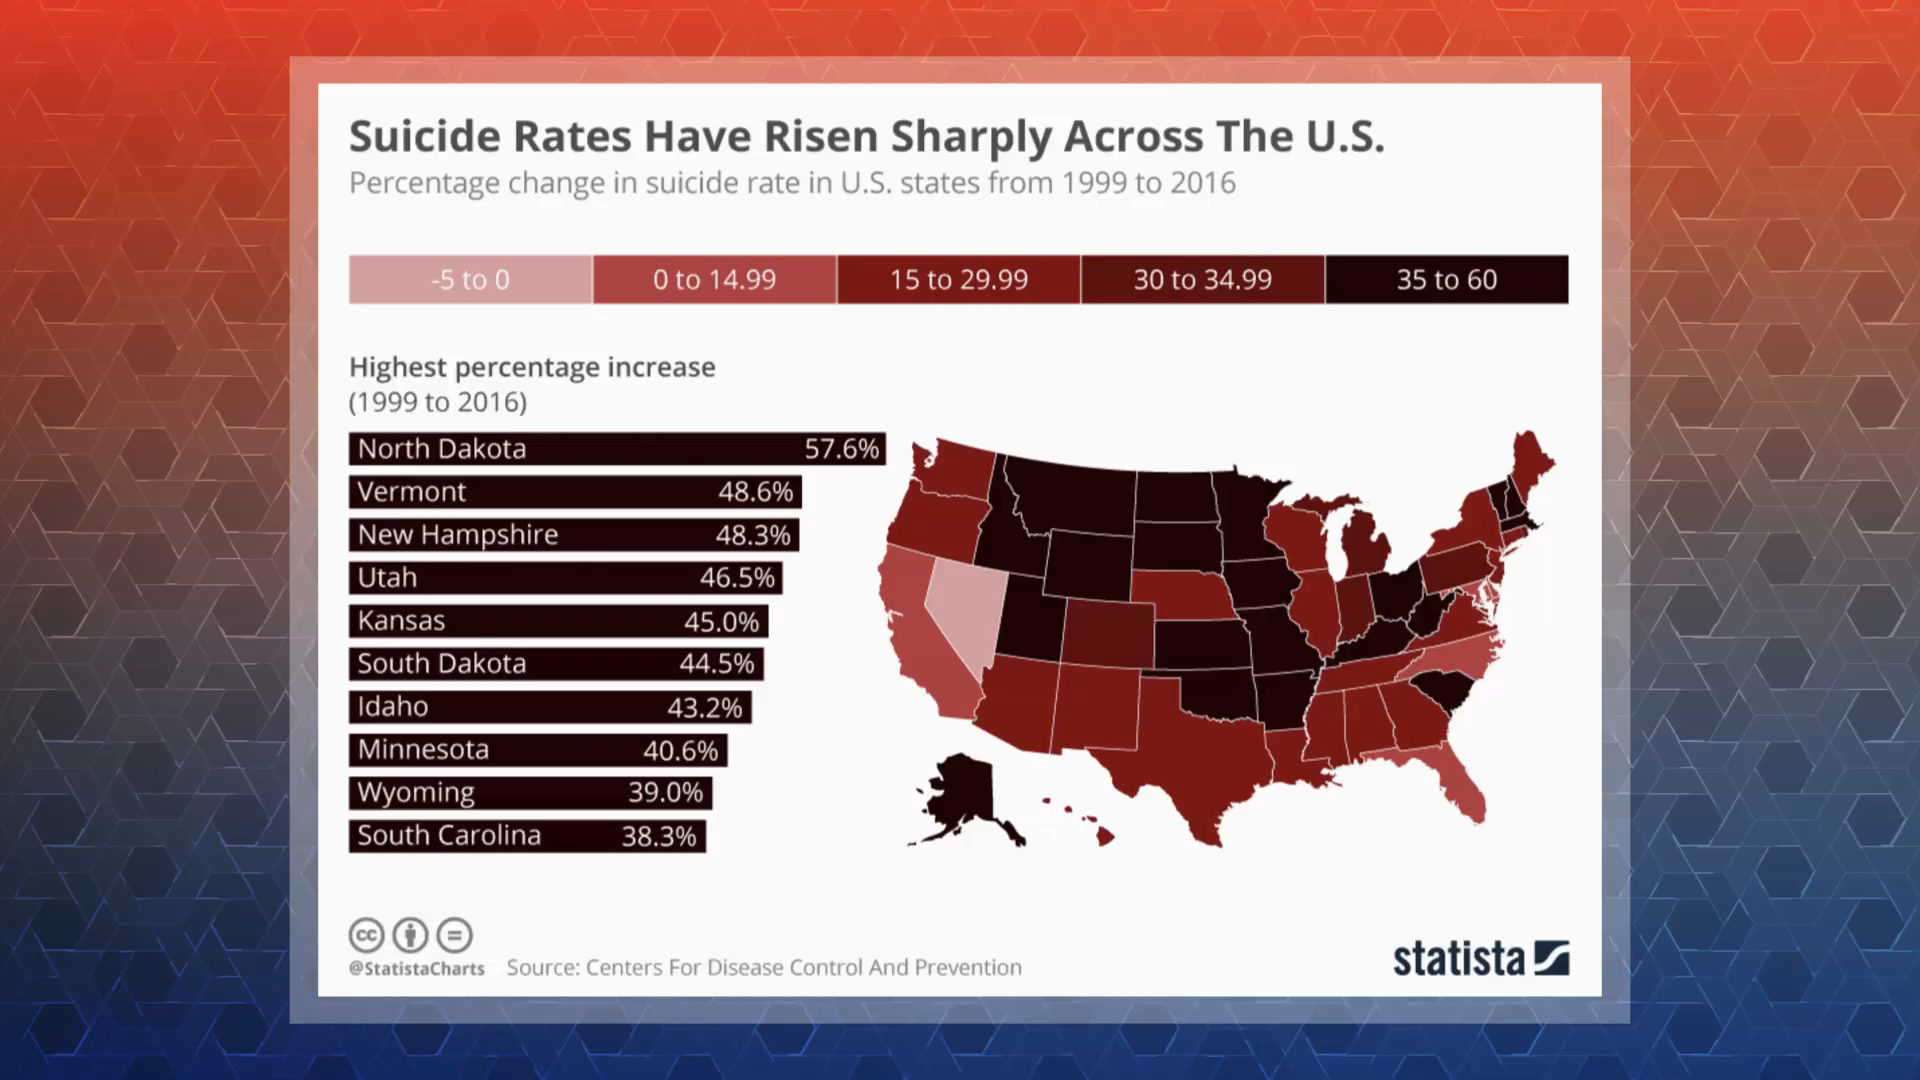 Suicide Rates Have Risen Sharply Across The U.S.
Percentage change in suicide rate in U.S. states from 1999 to 2016
-5 to 0
0 to 14.99
15 to 29.99
30 to 34.99
35 to 60
Highest percentage increase
(1999 to 2016)
North Dakota 57.6%
Vermont 48.6%
New Hampshire 48.3%
Utah 46.5%
Kansas 45.0%
South Dakota 44.5%
Idaho 43.2%
Minnesota 40.6%
Wyoming 39.0%
South Carolina 38.3%
cc
@StatistaCharts Source: Centers For Disease Control And Prevention
statista